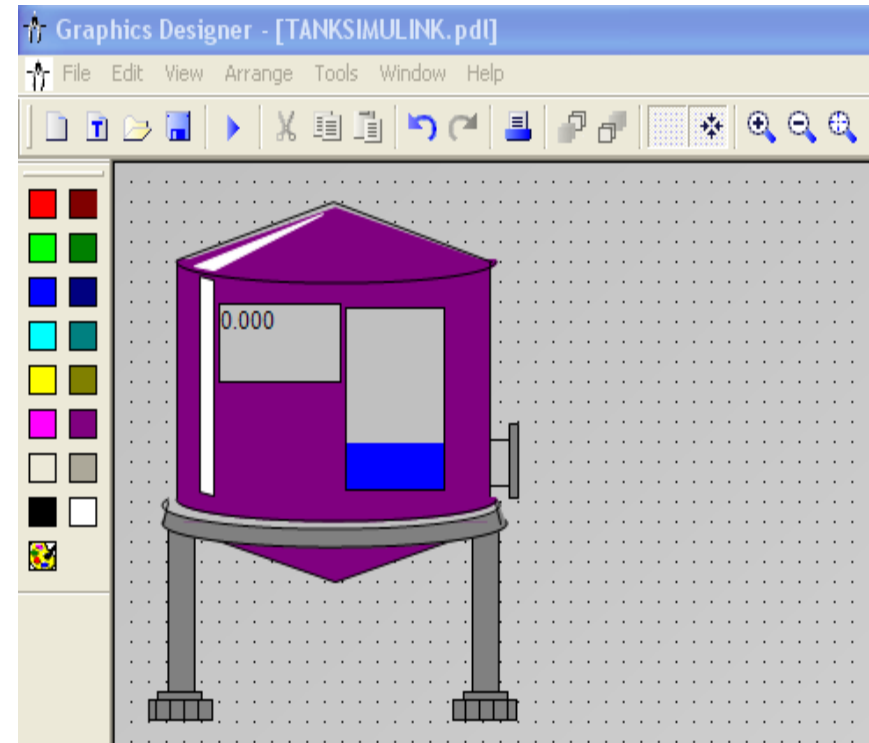 Graphics Designer - [TANKSIMULINK.pdl]
File Edit View Arrange Tools Window Help
T
0.000